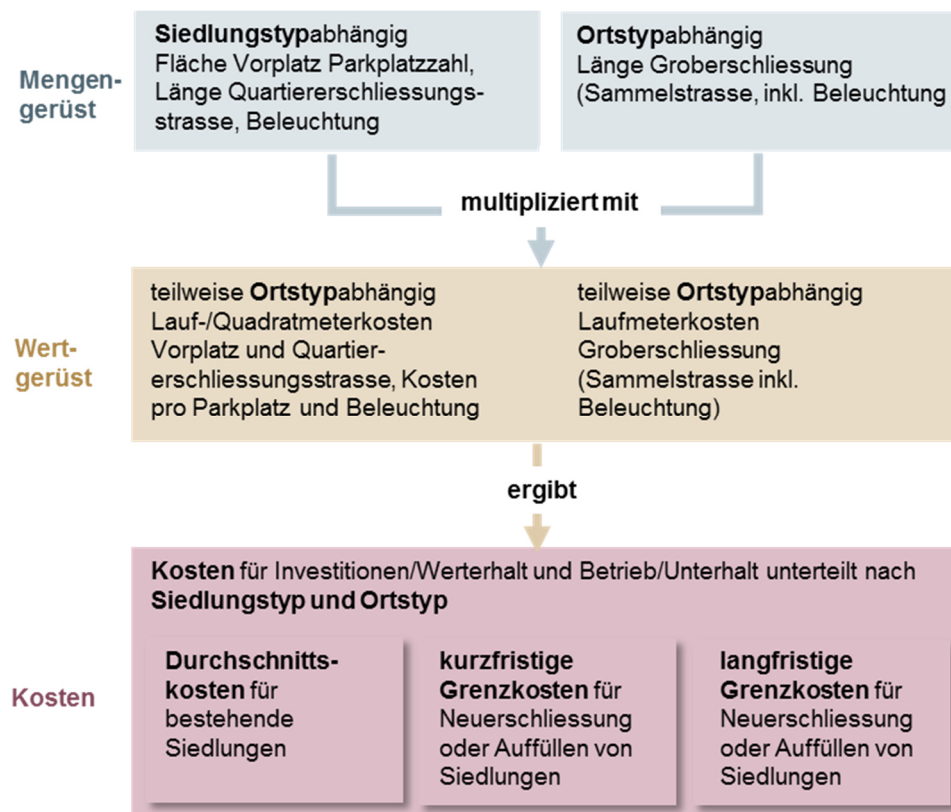 Mengen-
gerüst
Siedlungstypabhängig
Fläche Vorplatz Parkplatzzahl,
Länge Quartiererschliessungs-
strasse, Beleuchtung
Ortstypabhängig
Länge Groberschliessung
(Sammelstrasse, inkl. Beleuchtung
multipliziert mit
Wert-
gerüst
teilweise Ortstypabhängig
Lauf-/Quadratmeterkosten
Vorplatz und Quartier-
erschliessungsstrasse, Kosten
pro Parkplatz und Beleuchtung
teilweise Ortstypabhängig
Laufmeterkosten
Groberschliessung
(Sammelstrasse inkl.
Beleuchtung)
ergibt
Kosten
Kosten für Investitionen/Werterhalt und Betrieb/Unterhalt unterteilt nach
Siedlungstyp und Ortstyp
Durchschnitts-
kosten für
bestehende
Siedlungen
kurzfristige
Grenzkosten für
Neuerschliessung
oder Auffüllen von
Siedlungen
langfristige
Grenzkosten für
Neuerschliessung
oder Auffüllen von
Siedlungen